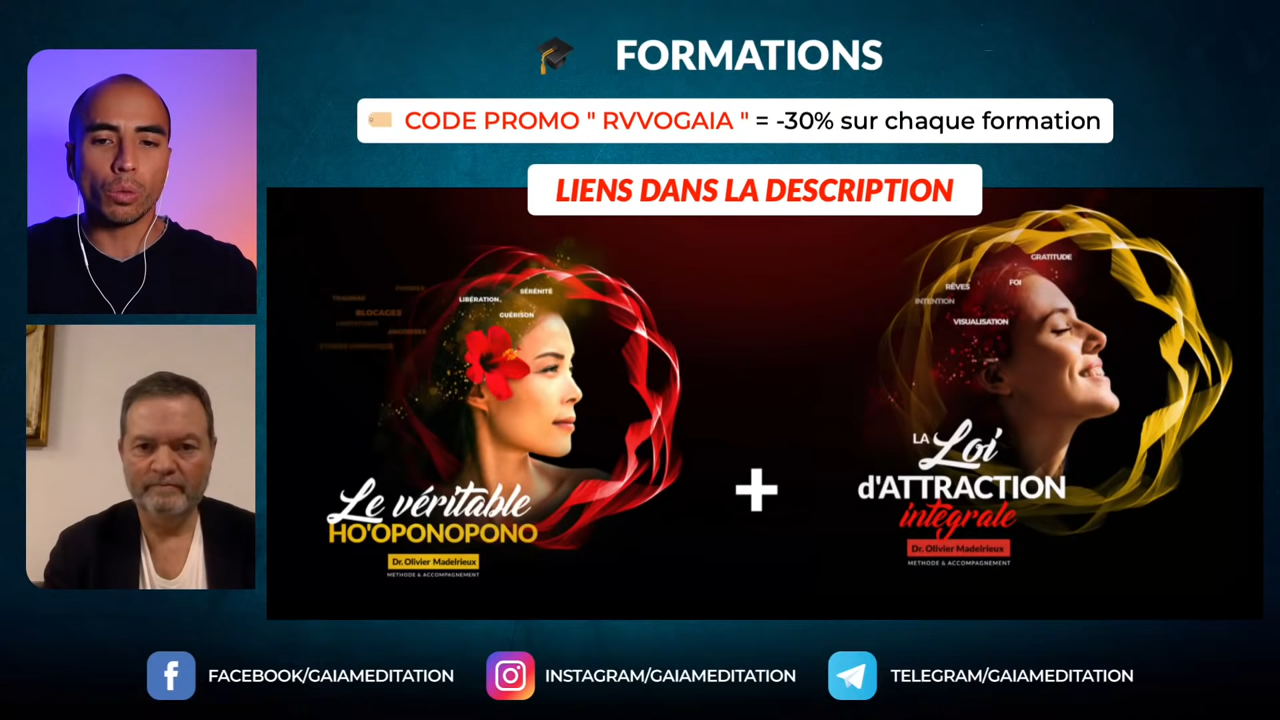 FORMATIONS
CODE PROMO " RVVOGAIA " = -30% sur chaque formation
LIENS DANS LA DESCRIPTION
LIBÉRATION,
SÉRÉNITÉ
GUÉRISON
BLOCAGES
Le véritable
HO'OPONOPONO
Dr. Olivier Madelrieux
METHODE & ACCOMPAGNEMENT
+
GRATITUDE
RÊVES
FOI
INTENTION
VISUALISATION
LA Loi
d'ATTRACTION
intégrale
Dr. Olivier Madelrieux
METHODE & ACCOMPAGNEMENT
FACEBOOK/GAIAMEDITATION
INSTAGRAM/GAIAMEDITATION
TELEGRAM/GAIAMEDITATION